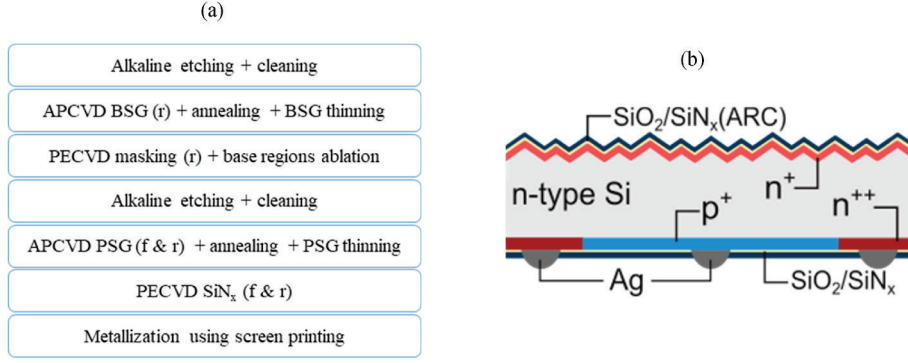 (a)
Alkaline etching + cleaning
APCVD BSG (r) + annealing + BSG thinning
PECVD masking (r) + base regions ablation
Alkaline etching + cleaning
APCVD PSG (f & r) + annealing + PSG thinning
PECVD SiNₓ (f & r)
Metallization using screen printing
(b)
SiO₂/SiNₓ(ARC)
n-type Si
n⁺
p⁺
n⁺⁺
Ag
SiO₂/SiNₓ